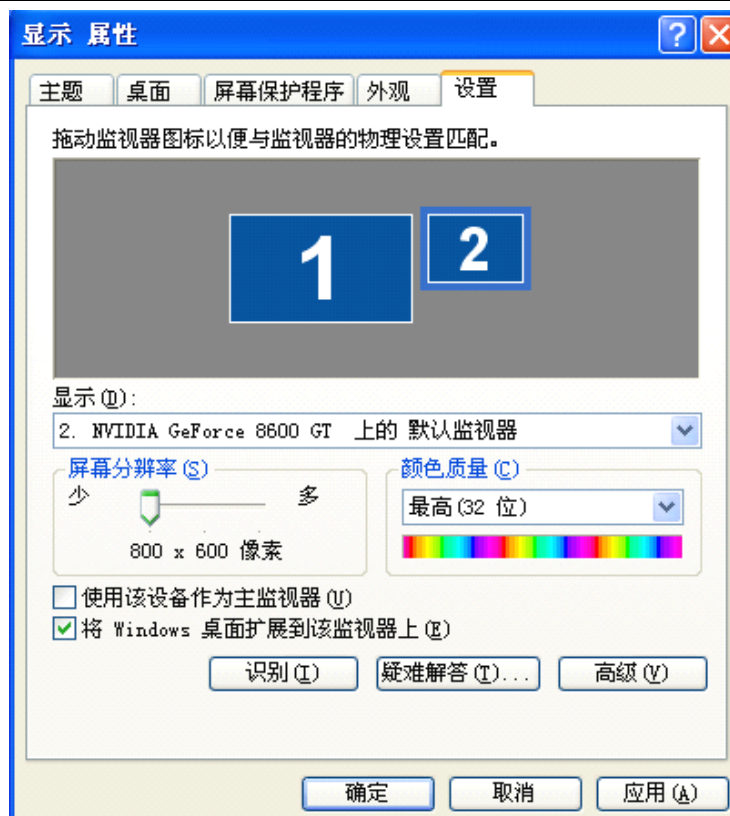 显示 属性
主题 桌面 屏幕保护程序 外观 设置
拖动监视器图标以便与监视器的物理设置匹配。
1 2
显示(D):
2. NVIDIA GeForce 8600 GT 上的 默认监视器
屏幕分辨率(S) 颜色质量(C)
少 多 最高(32 位)
800 x 600 像素
使用该设备作为主监视器(U)
将 Windows 桌面扩展到该监视器上(E)
识别(I) 疑难解答(T)... 高级(V)
确定 取消 应用(A)